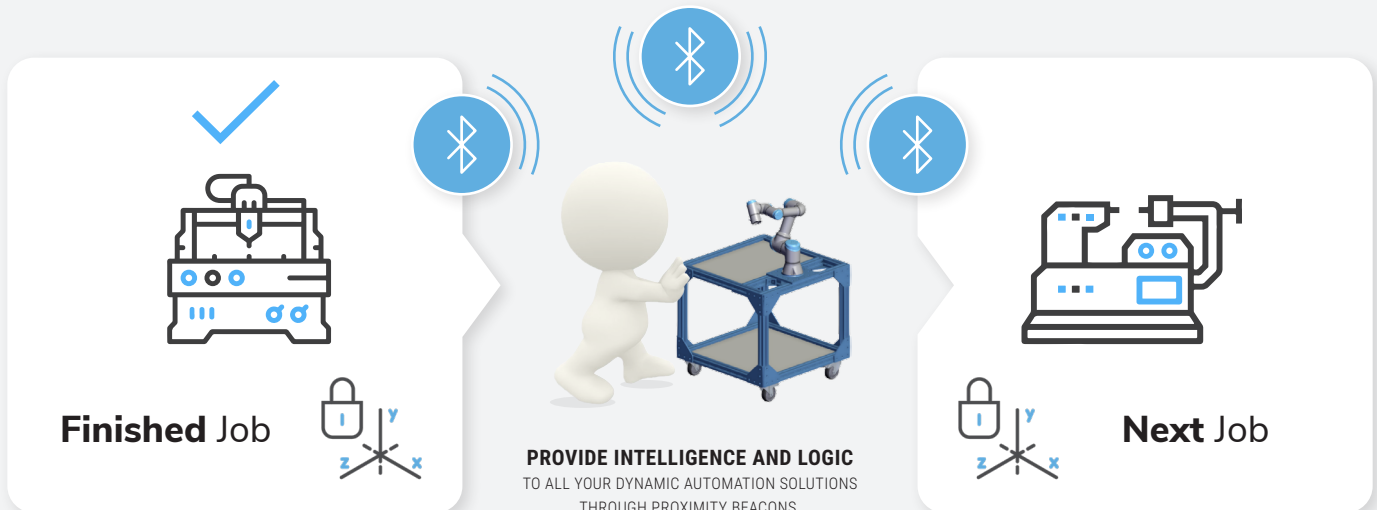 Finished Job
y
z
x
PROVIDE INTELLIGENCE AND LOGIC
TO ALL YOUR DYNAMIC AUTOMATION SOLUTIONS
THROUGH PROXIMITY BEACONS
y
z
x
Next Job